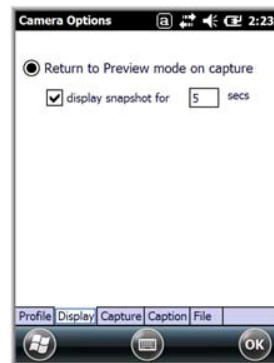 Camera Options a 2:23
Return to Preview mode on capture
display snapshot for 5 secs
Profile Display Capture Caption File
OK